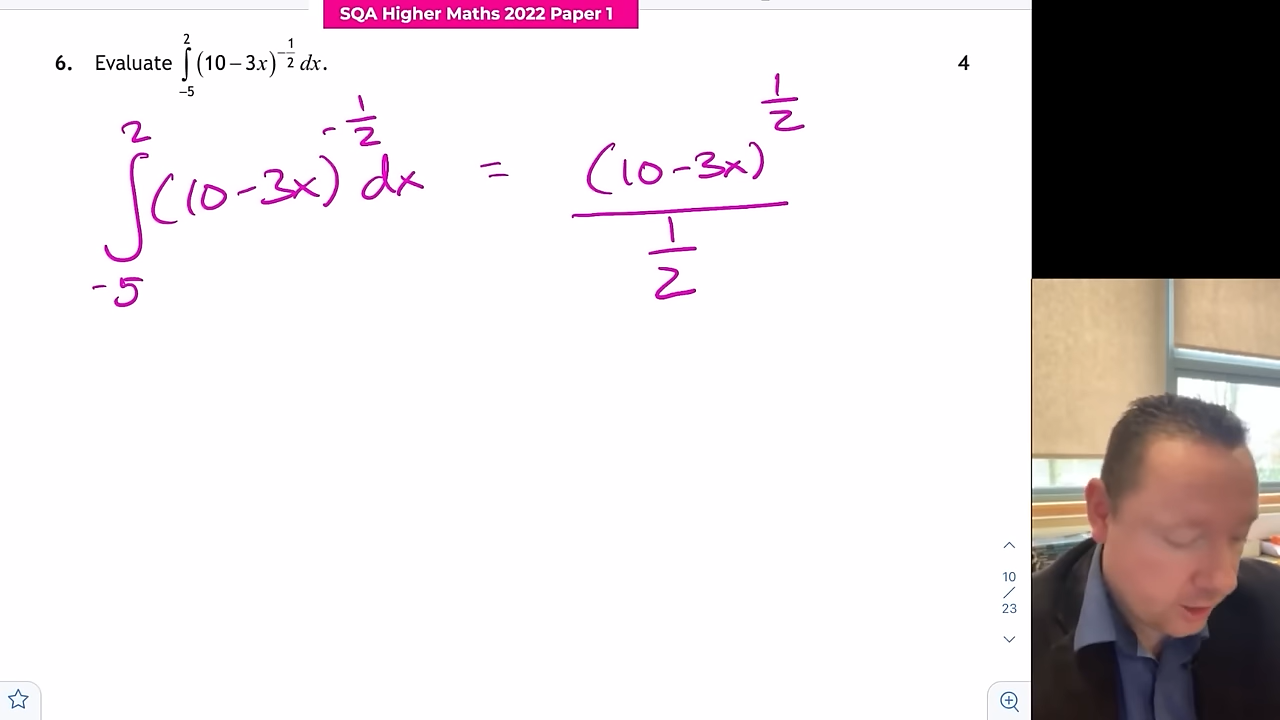 SQA Higher Maths 2022 Paper 1
6. Evaluate ∫₋₅² (10 – 3x)^(–1/2) dx. 4
∫₋₅² (10-3x)^(-1/2) dx = (10-3x)^(1/2) / (1/2)
10
/
23